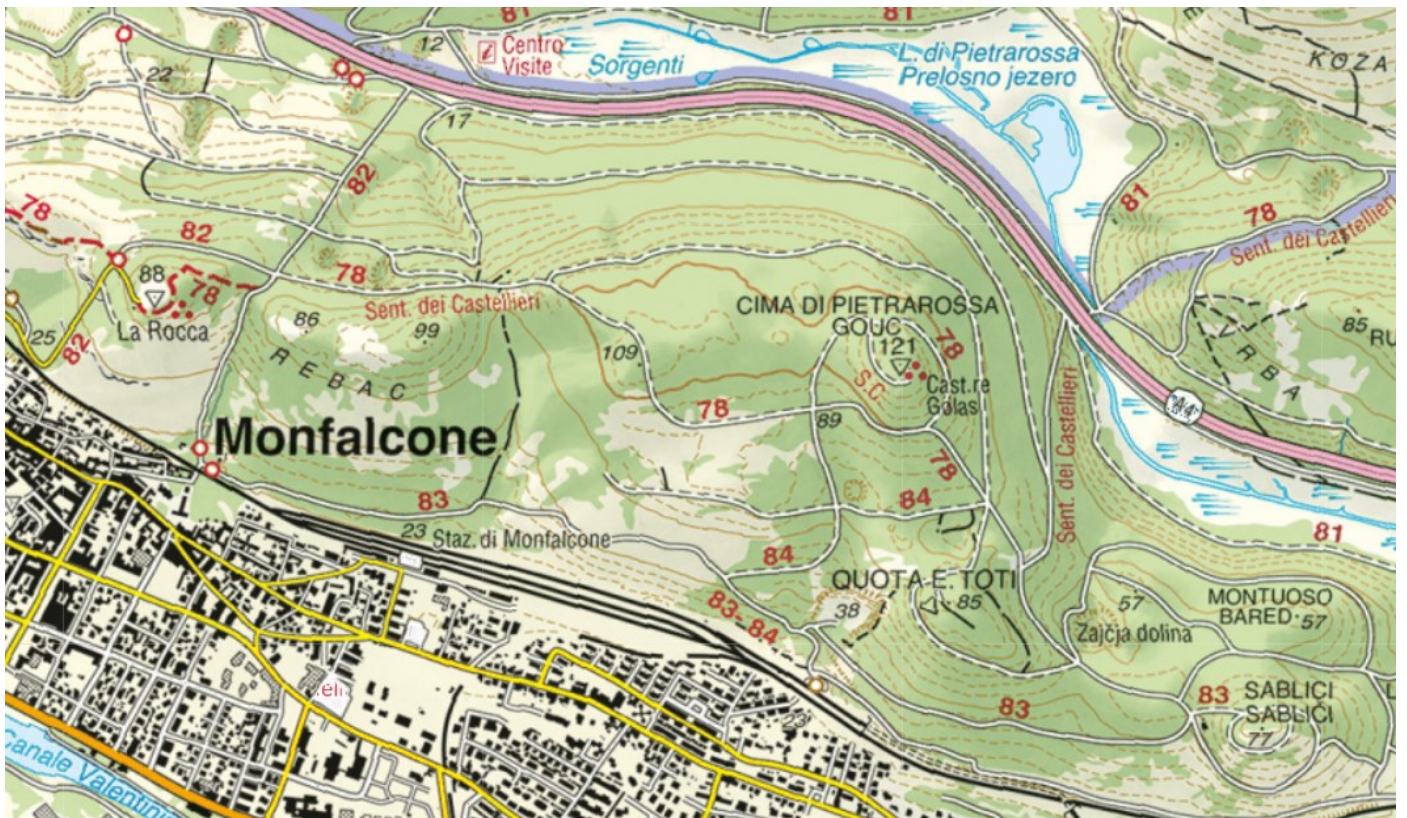 81
81
12
Centro
Visite
Sorgenti
L. di Pietrarossa
Prelosno jezero
KOZA
22
17
82
81
78
Sent. dei Castellieri
78
82
78
88
78
La Rocca
25
82
Sent. dei Castellieri
86
99
REBAC
109
CIMA DI PIETRAROSSA
GOUC
121
78
S.C.
Cast.re
Golas
VRBA
85
RU
A4
78
89
78
Sent. dei Castellieri
Monfalcone
83
84
81
23
Staz. di Monfalcone
84
83-84
QUOTA E. TOTI
38
85
57
Zajčja dolina
MONTUOSO
BARED
57
83
83
SABLICI
SABLIĆI
77
23
Canale Valentinis